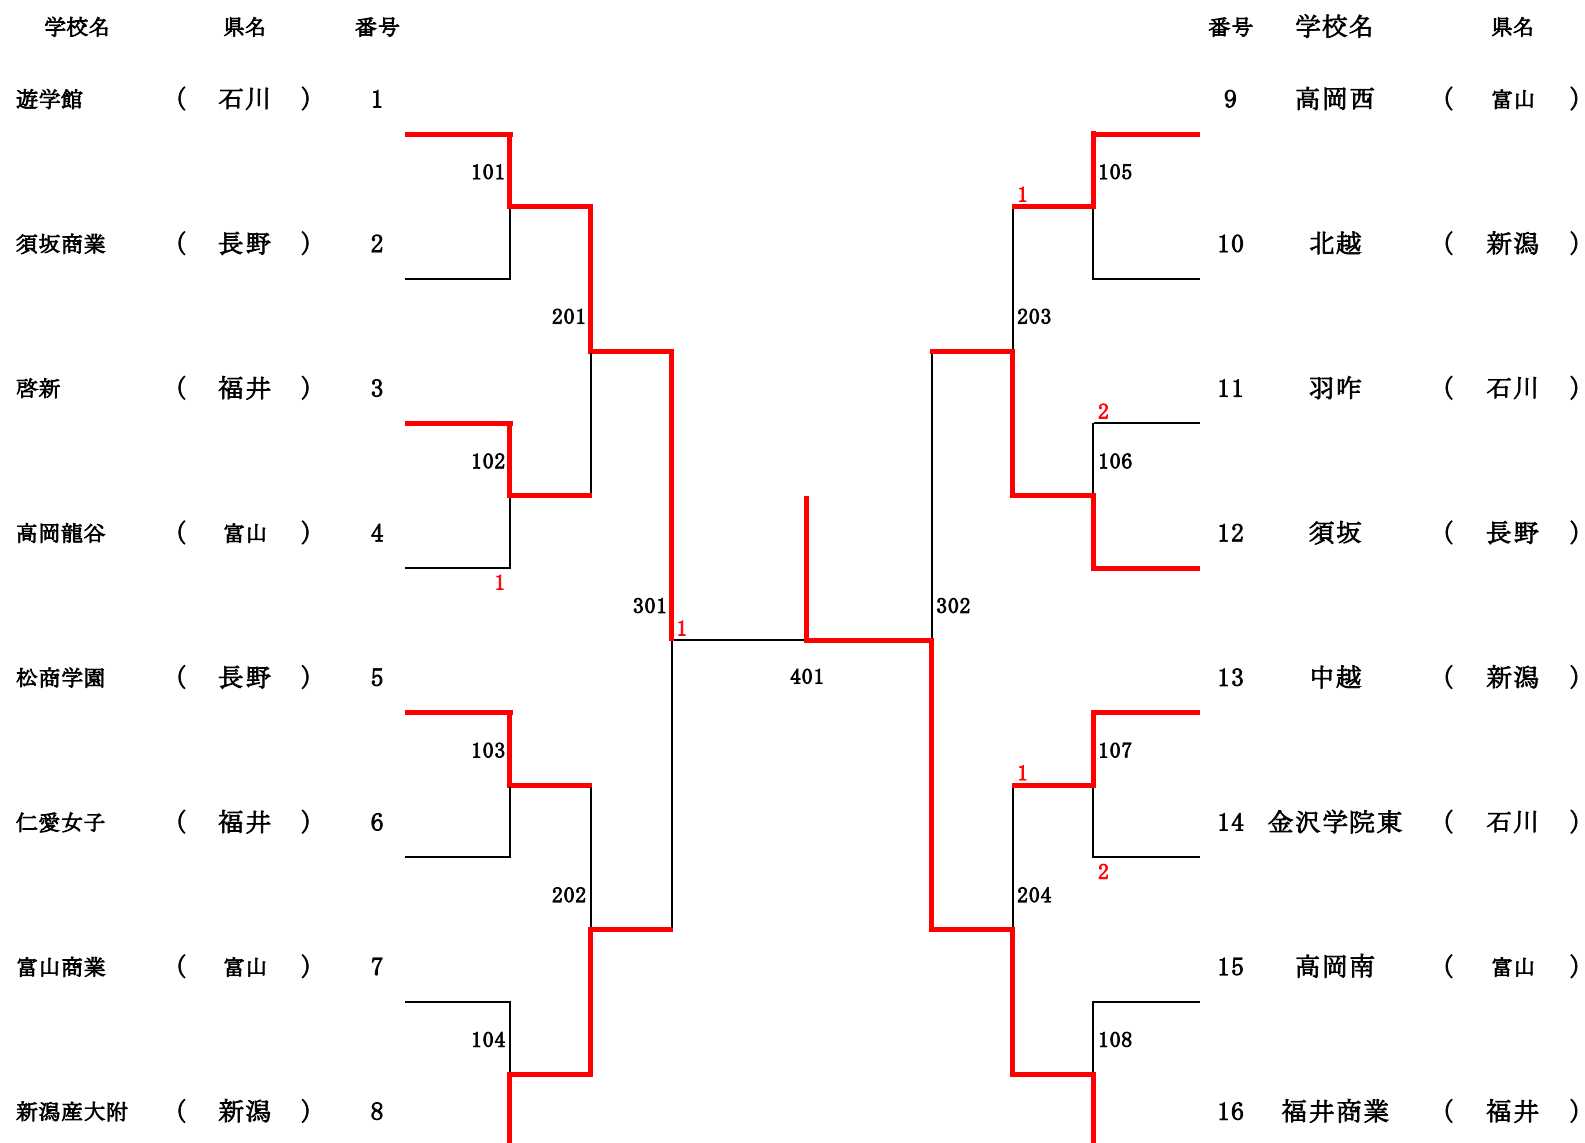 学校名 県名 番号 番号 学校名 県名
遊学館 ( 石川 ) 1 9 高岡西 ( 富山 )
101 1 105
須坂商業 ( 長野 ) 2 10 北越 ( 新潟 )
201 203
啓新 ( 福井 ) 3 11 羽咋 ( 石川 )
2
102 106
高岡龍谷 ( 富山 ) 4 12 須坂 ( 長野 )
1
301 302
1
松商学園 ( 長野 ) 5 401 13 中越 ( 新潟 )
103 1 107
仁愛女子 ( 福井 ) 6 14 金沢学院東 ( 石川 )
2
202 204
富山商業 ( 富山 ) 7 15 高岡南 ( 富山 )
104 108
新潟産大附 ( 新潟 ) 8 16 福井商業 ( 福井 )